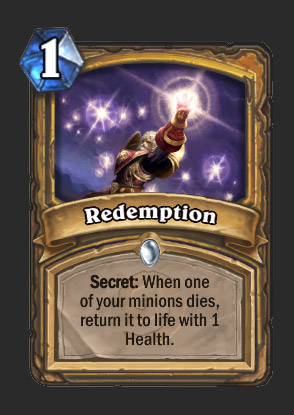 1
Redemption
Secret: When one
of your minions dies,
return it to life with 1
Health.